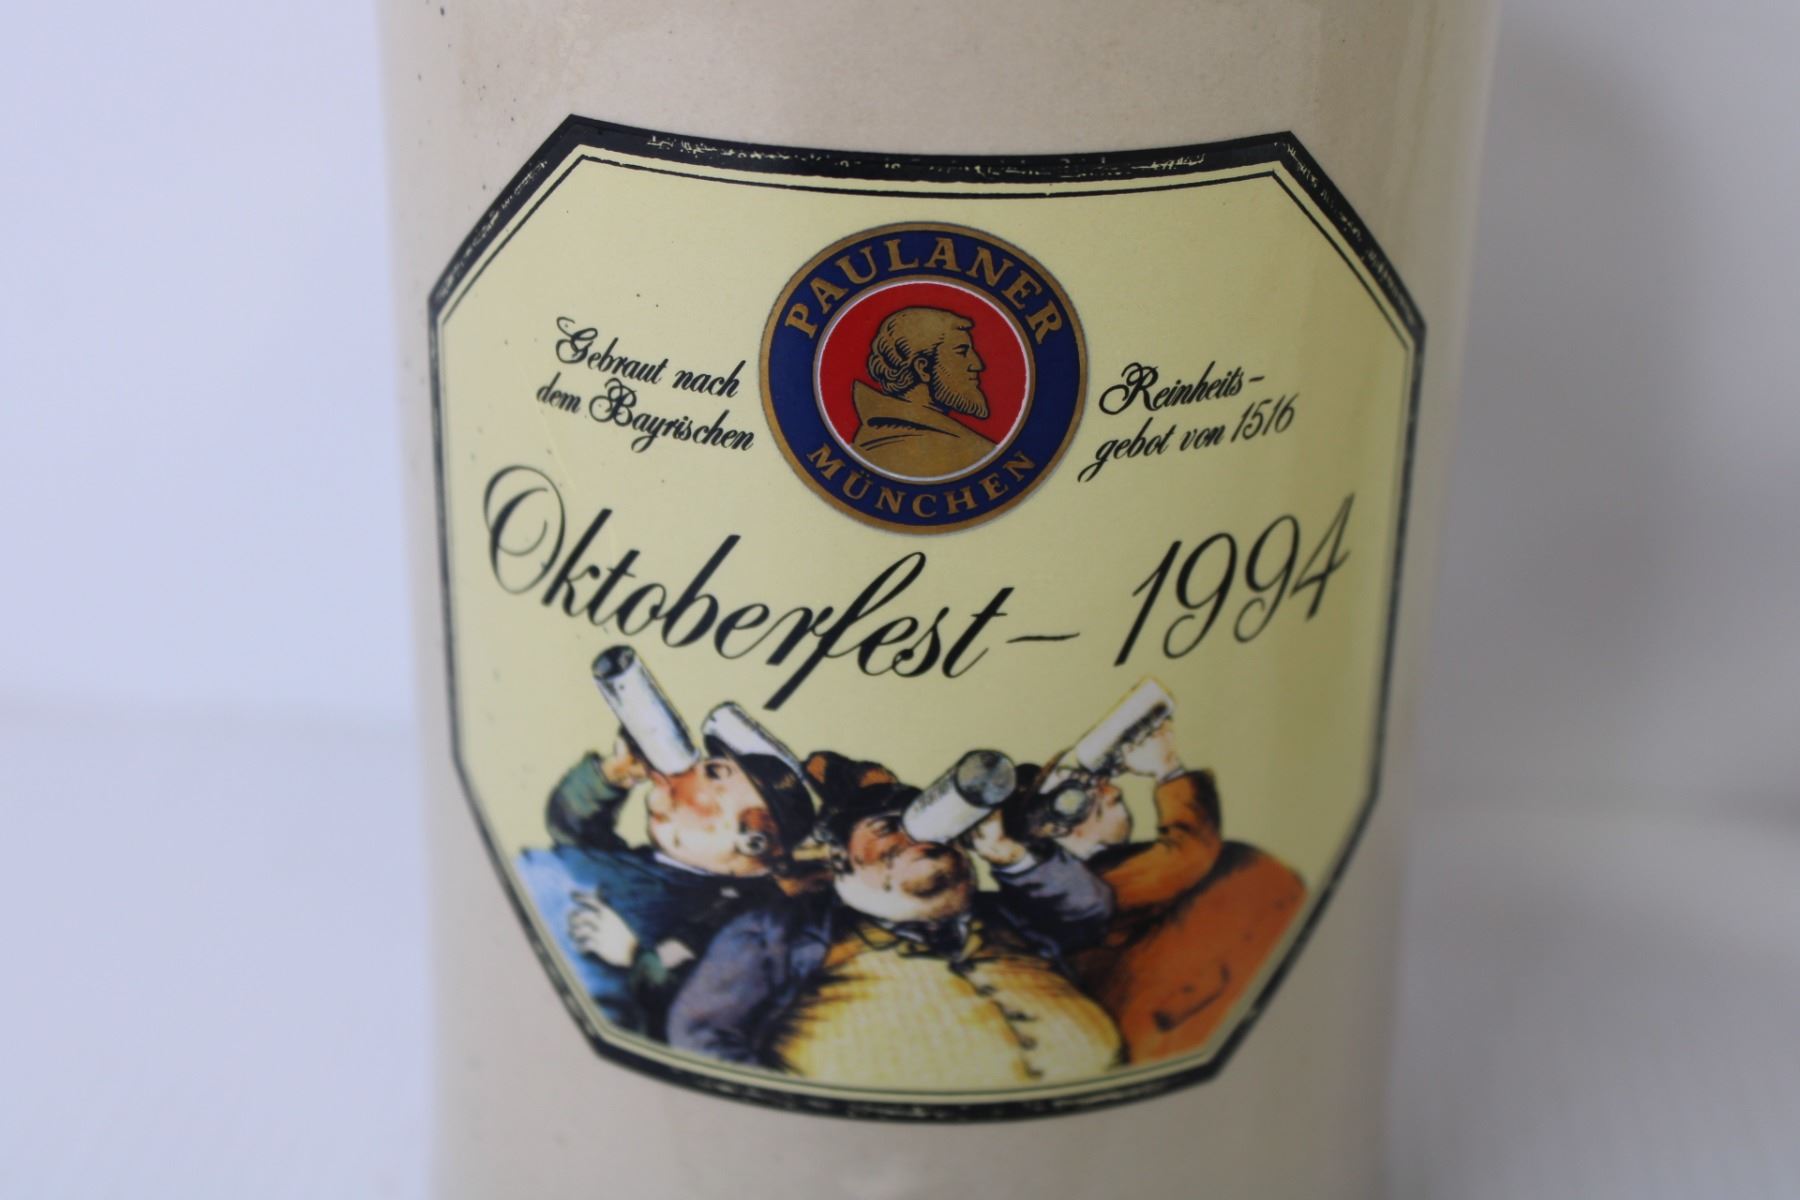 PAULANER
MÜNCHEN
Gebraut nach
dem Bayrischen
Reinheits-
gebot von 1516
Oktoberfest – 1994